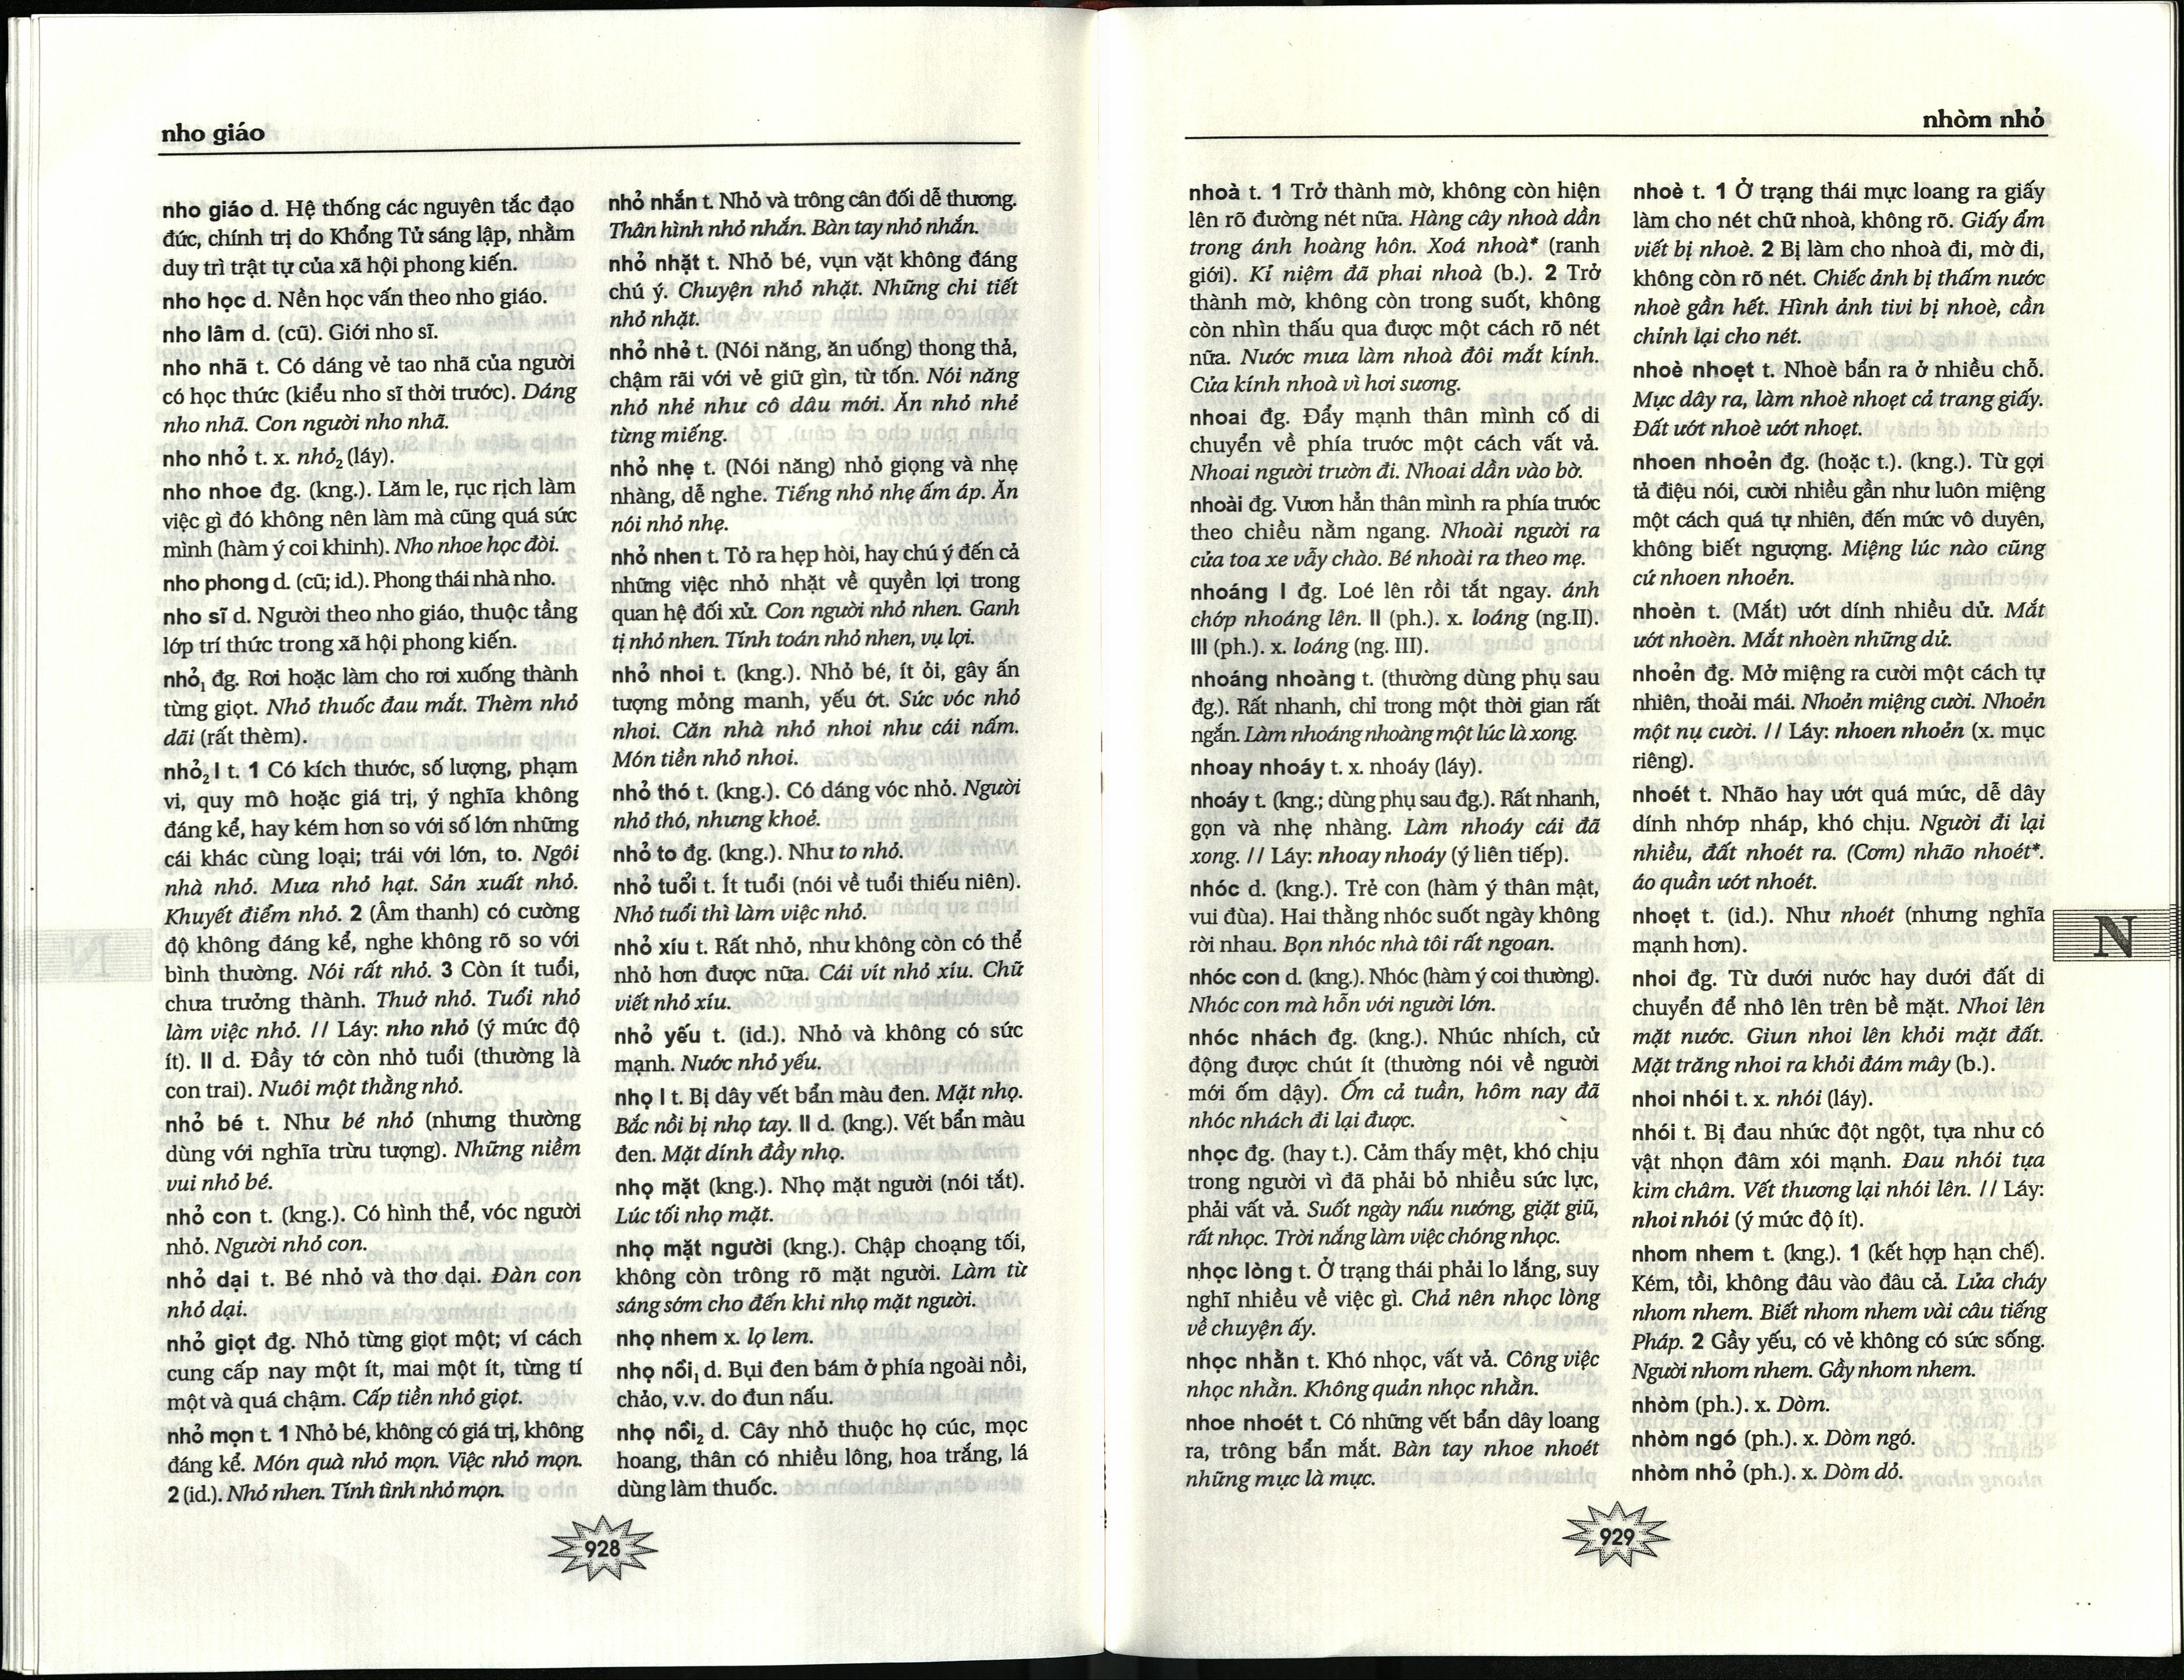 nho giáo
nho giáo d. Hệ thống các nguyên tắc đạo
đức, chính trị do Khổng Tử sáng lập, nhằm
duy trì trật tự của xã hội phong kiến.
nho học d. Nền học vấn theo nho giáo.
nho lâm d. (cũ). Giới nho sĩ.
nho nhã t. Có dáng vẻ tao nhã của người
có học thức (kiểu nho sĩ thời trước). Dáng
nho nhã. Con người nho nhã.
nho nhỏ t. x. nhỏ₂ (láy).
nho nhoe đg. (kng.). Lăm le, rục rịch làm
việc gì đó không nên làm mà cũng quá sức
mình (hàm ý coi khinh). Nho nhoe học đòi.
nho phong d. (cũ; id.). Phong thái nhà nho.
nho sĩ d. Người theo nho giáo, thuộc tầng
lớp trí thức trong xã hội phong kiến.
nhỏ₁ đg. Rơi hoặc làm cho rơi xuống thành
từng giọt. Nhỏ thuốc đau mắt. Thèm nhỏ
dãi (rất thèm).
nhỏ₂ I t. 1 Có kích thước, số lượng, phạm
vi, quy mô hoặc giá trị, ý nghĩa không
đáng kể, hay kém hơn so với số lớn những
cái khác cùng loại; trái với lớn, to. Ngôi
nhà nhỏ. Mưa nhỏ hạt. Sản xuất nhỏ.
Khuyết điểm nhỏ. 2 (Âm thanh) có cường
độ không đáng kể, nghe không rõ so với
bình thường. Nói rất nhỏ. 3 Còn ít tuổi,
chưa trưởng thành. Thuở nhỏ. Tuổi nhỏ
làm việc nhỏ. // Láy: nho nhỏ (ý mức độ
ít). II d. Đầy tớ còn nhỏ tuổi (thường là
con trai). Nuôi một thằng nhỏ.
nhỏ bé t. Như bé nhỏ (nhưng thường
dùng với nghĩa trừu tượng). Những niềm
vui nhỏ bé.
nhỏ con t. (kng.). Có hình thể, vóc người
nhỏ. Người nhỏ con.
nhỏ dại t. Bé nhỏ và thơ dại. Đàn con
nhỏ dại.
nhỏ giọt đg. Nhỏ từng giọt một; ví cách
cung cấp nay một ít, mai một ít, từng tí
một và quá chậm. Cấp tiền nhỏ giọt.
nhỏ mọn t. 1 Nhỏ bé, không có giá trị, không
đáng kể. Món quà nhỏ mọn. Việc nhỏ mọn.
2 (id.). Nhỏ nhen. Tính tình nhỏ mọn.
nhỏ nhắn t. Nhỏ và trông cân đối dễ thương.
Thân hình nhỏ nhắn. Bàn tay nhỏ nhắn.
nhỏ nhặt t. Nhỏ bé, vụn vặt không đáng
chú ý. Chuyện nhỏ nhặt. Những chi tiết
nhỏ nhặt.
nhỏ nhẻ t. (Nói năng, ăn uống) thong thả,
chậm rãi với vẻ giữ gìn, từ tốn. Nói năng
nhỏ nhẻ như cô dâu mới. Ăn nhỏ nhẻ
từng miếng.
nhỏ nhẹ t. (Nói năng) nhỏ giọng và nhẹ
nhàng, dễ nghe. Tiếng nhỏ nhẹ ấm áp. Ăn
nói nhỏ nhẹ.
nhỏ nhen t. Tỏ ra hẹp hòi, hay chú ý đến cả
những việc nhỏ nhặt về quyền lợi trong
quan hệ đối xử. Con người nhỏ nhen. Ganh
tị nhỏ nhen. Tính toán nhỏ nhen, vụ lợi.
nhỏ nhoi t. (kng.). Nhỏ bé, ít ỏi, gây ấn
tượng mỏng manh, yếu ớt. Sức vóc nhỏ
nhoi. Căn nhà nhỏ nhoi như cái nấm.
Món tiền nhỏ nhoi.
nhỏ thó t. (kng.). Có dáng vóc nhỏ. Người
nhỏ thó, nhưng khoẻ.
nhỏ to đg. (kng.). Như to nhỏ.
nhỏ tuổi t. Ít tuổi (nói về tuổi thiếu niên).
Nhỏ tuổi thì làm việc nhỏ.
nhỏ xíu t. Rất nhỏ, như không còn có thể
nhỏ hơn được nữa. Cái vít nhỏ xíu. Chữ
viết nhỏ xíu.
nhỏ yếu t. (id.). Nhỏ và không có sức
mạnh. Nước nhỏ yếu.
nhọ I t. Bị dây vết bẩn màu đen. Mặt nhọ.
Bắc nồi bị nhọ tay. II d. (kng.). Vết bẩn màu
đen. Mặt dính đầy nhọ.
nhọ mặt (kng.). Nhọ mặt người (nói tắt).
Lúc tối nhọ mặt.
nhọ mặt người (kng.). Chập choạng tối,
không còn trông rõ mặt người. Làm từ
sáng sớm cho đến khi nhọ mặt người.
nhọ nhem x. lọ lem.
nhọ nồi₁ d. Bụi đen bám ở phía ngoài nồi,
chảo, v.v. do đun nấu.
nhọ nồi₂ d. Cây nhỏ thuộc họ cúc, mọc
hoang, thân có nhiều lông, hoa trắng, lá
dùng làm thuốc.
928
nhòm nhỏ
nhoà t. 1 Trở thành mờ, không còn hiện
lên rõ đường nét nữa. Hàng cây nhoà dần
trong ánh hoàng hôn. Xoá nhoà* (ranh
giới). Kỉ niệm đã phai nhoà (b.). 2 Trở
thành mờ, không còn trong suốt, không
còn nhìn thấu qua được một cách rõ nét
nữa. Nước mưa làm nhoà đôi mắt kính.
Cửa kính nhoà vì hơi sương.
nhoai đg. Đẩy mạnh thân mình cố di
chuyển về phía trước một cách vất vả.
Nhoai người trườn đi. Nhoai dần vào bờ.
nhoài đg. Vươn hẳn thân mình ra phía trước
theo chiều nằm ngang. Nhoài người ra
cửa toa xe vẫy chào. Bé nhoài ra theo mẹ.
nhoáng I đg. Loé lên rồi tắt ngay. ánh
chớp nhoáng lên. II (ph.). x. loáng (ng.II).
III (ph.). x. loáng (ng. III).
nhoáng nhoàng t. (thường dùng phụ sau
đg.). Rất nhanh, chỉ trong một thời gian rất
ngắn. Làm nhoáng nhoàng một lúc là xong.
nhoay nhoáy t. x. nhoáy (láy).
nhoáy t. (kng.; dùng phụ sau đg.). Rất nhanh,
gọn và nhẹ nhàng. Làm nhoáy cái đã
xong. // Láy: nhoay nhoáy (ý liên tiếp).
nhóc d. (kng.). Trẻ con (hàm ý thân mật,
vui đùa). Hai thằng nhóc suốt ngày không
rời nhau. Bọn nhóc nhà tôi rất ngoan.
nhóc con d. (kng.). Nhóc (hàm ý coi thường).
Nhóc con mà hỗn với người lớn.
nhóc nhách đg. (kng.). Nhúc nhích, cử
động được chút ít (thường nói về người
mới ốm dậy). Ốm cả tuần, hôm nay đã
nhóc nhách đi lại được.
nhọc đg. (hay t.). Cảm thấy mệt, khó chịu
trong người vì đã phải bỏ nhiều sức lực,
phải vất vả. Suốt ngày nấu nướng, giặt giũ,
rất nhọc. Trời nắng làm việc chóng nhọc.
nhọc lòng t. Ở trạng thái phải lo lắng, suy
nghĩ nhiều về việc gì. Chả nên nhọc lòng
về chuyện ấy.
nhọc nhằn t. Khó nhọc, vất vả. Công việc
nhọc nhằn. Không quản nhọc nhằn.
nhoe nhoét t. Có những vết bẩn dây loang
ra, trông bẩn mắt. Bàn tay nhoe nhoét
những mực là mực.
nhoè t. 1 Ở trạng thái mực loang ra giấy
làm cho nét chữ nhoà, không rõ. Giấy ẩm
viết bị nhoè. 2 Bị làm cho nhoà đi, mờ đi,
không còn rõ nét. Chiếc ảnh bị thấm nước
nhoè gần hết. Hình ảnh tivi bị nhoè, cần
chỉnh lại cho nét.
nhoè nhoẹt t. Nhoè bẩn ra ở nhiều chỗ.
Mực dây ra, làm nhoè nhoẹt cả trang giấy.
Đất ướt nhoè ướt nhoẹt.
nhoen nhoẻn đg. (hoặc t.). (kng.). Từ gọi
tả điệu nói, cười nhiều gần như luôn miệng
một cách quá tự nhiên, đến mức vô duyên,
không biết ngượng. Miệng lúc nào cũng
cứ nhoen nhoẻn.
nhoèn t. (Mắt) ướt dính nhiều dử. Mắt
ướt nhoèn. Mắt nhoèn những dử.
nhoẻn đg. Mở miệng ra cười một cách tự
nhiên, thoải mái. Nhoẻn miệng cười. Nhoẻn
một nụ cười. // Láy: nhoen nhoẻn (x. mục
riêng).
nhoét t. Nhão hay ướt quá mức, dễ dây
dính nhớp nháp, khó chịu. Người đi lại
nhiều, đất nhoét ra. (Cơm) nhão nhoét*.
áo quần ướt nhoét.
nhoẹt t. (id.). Như nhoét (nhưng nghĩa
mạnh hơn).
nhoi đg. Từ dưới nước hay dưới đất di
chuyển để nhô lên trên bề mặt. Nhoi lên
mặt nước. Giun nhoi lên khỏi mặt đất.
Mặt trăng nhoi ra khỏi đám mây (b.).
nhoi nhói t. x. nhói (láy).
nhói t. Bị đau nhức đột ngột, tựa như có
vật nhọn đâm xói mạnh. Đau nhói tựa
kim châm. Vết thương lại nhói lên. // Láy:
nhoi nhói (ý mức độ ít).
nhom nhem t. (kng.). 1 (kết hợp hạn chế).
Kém, tồi, không đâu vào đâu cả. Lửa cháy
nhom nhem. Biết nhom nhem vài câu tiếng
Pháp. 2 Gầy yếu, có vẻ không có sức sống.
Người nhom nhem. Gầy nhom nhem.
nhòm (ph.). x. Dòm.
nhòm ngó (ph.). x. Dòm ngó.
nhòm nhỏ (ph.). x. Dòm dỏ.
N
929